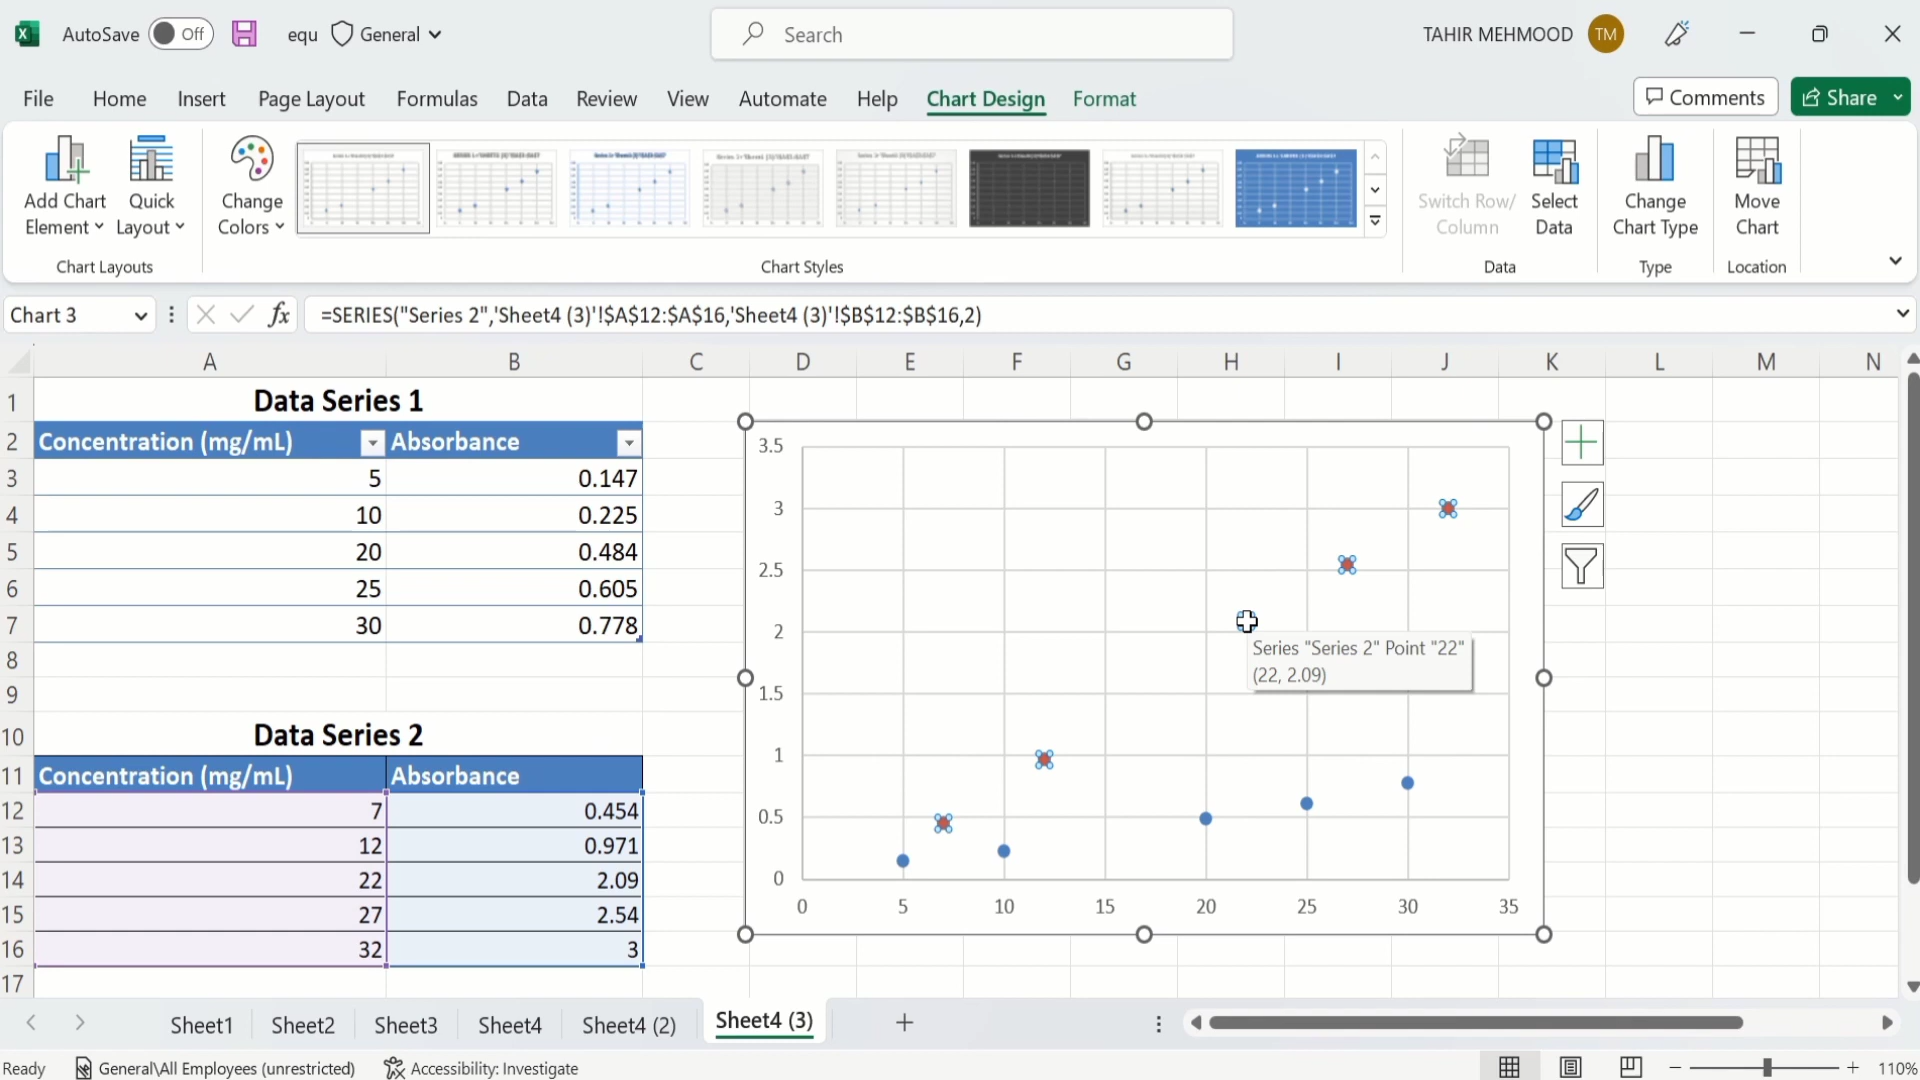 AutoSave Off equ General Search TAHIR MEHMOOD TM
File Home Insert Page Layout Formulas Data Review View Automate Help Chart Design Format Comments Share
Add Chart Element Quick Layout Change Colors Switch Row/ Column Select Data Change Chart Type Move Chart
Chart Layouts Chart Styles Data Type Location
Chart 3 fx =SERIES("Series 2",'Sheet4 (3)'!$A$12:$A$16,'Sheet4 (3)'!$B$12:$B$16,2)
A B C D E F G H I J K L M N
1 Data Series 1
2 Concentration (mg/mL) Absorbance
3 5 0.147
4 10 0.225
5 20 0.484
6 25 0.605
7 30 0.778
8
9
10 Data Series 2
11 Concentration (mg/mL) Absorbance
12 7 0.454
13 12 0.971
14 22 2.09
15 27 2.54
16 32 3
17
3.5
3
2.5
2
1.5
1
0.5
0
0 5 10 15 20 25 30 35
Series "Series 2" Point "22"
(22, 2.09)
Sheet1 Sheet2 Sheet3 Sheet4 Sheet4 (2) Sheet4 (3)
Ready General\All Employees (unrestricted) Accessibility: Investigate 110%